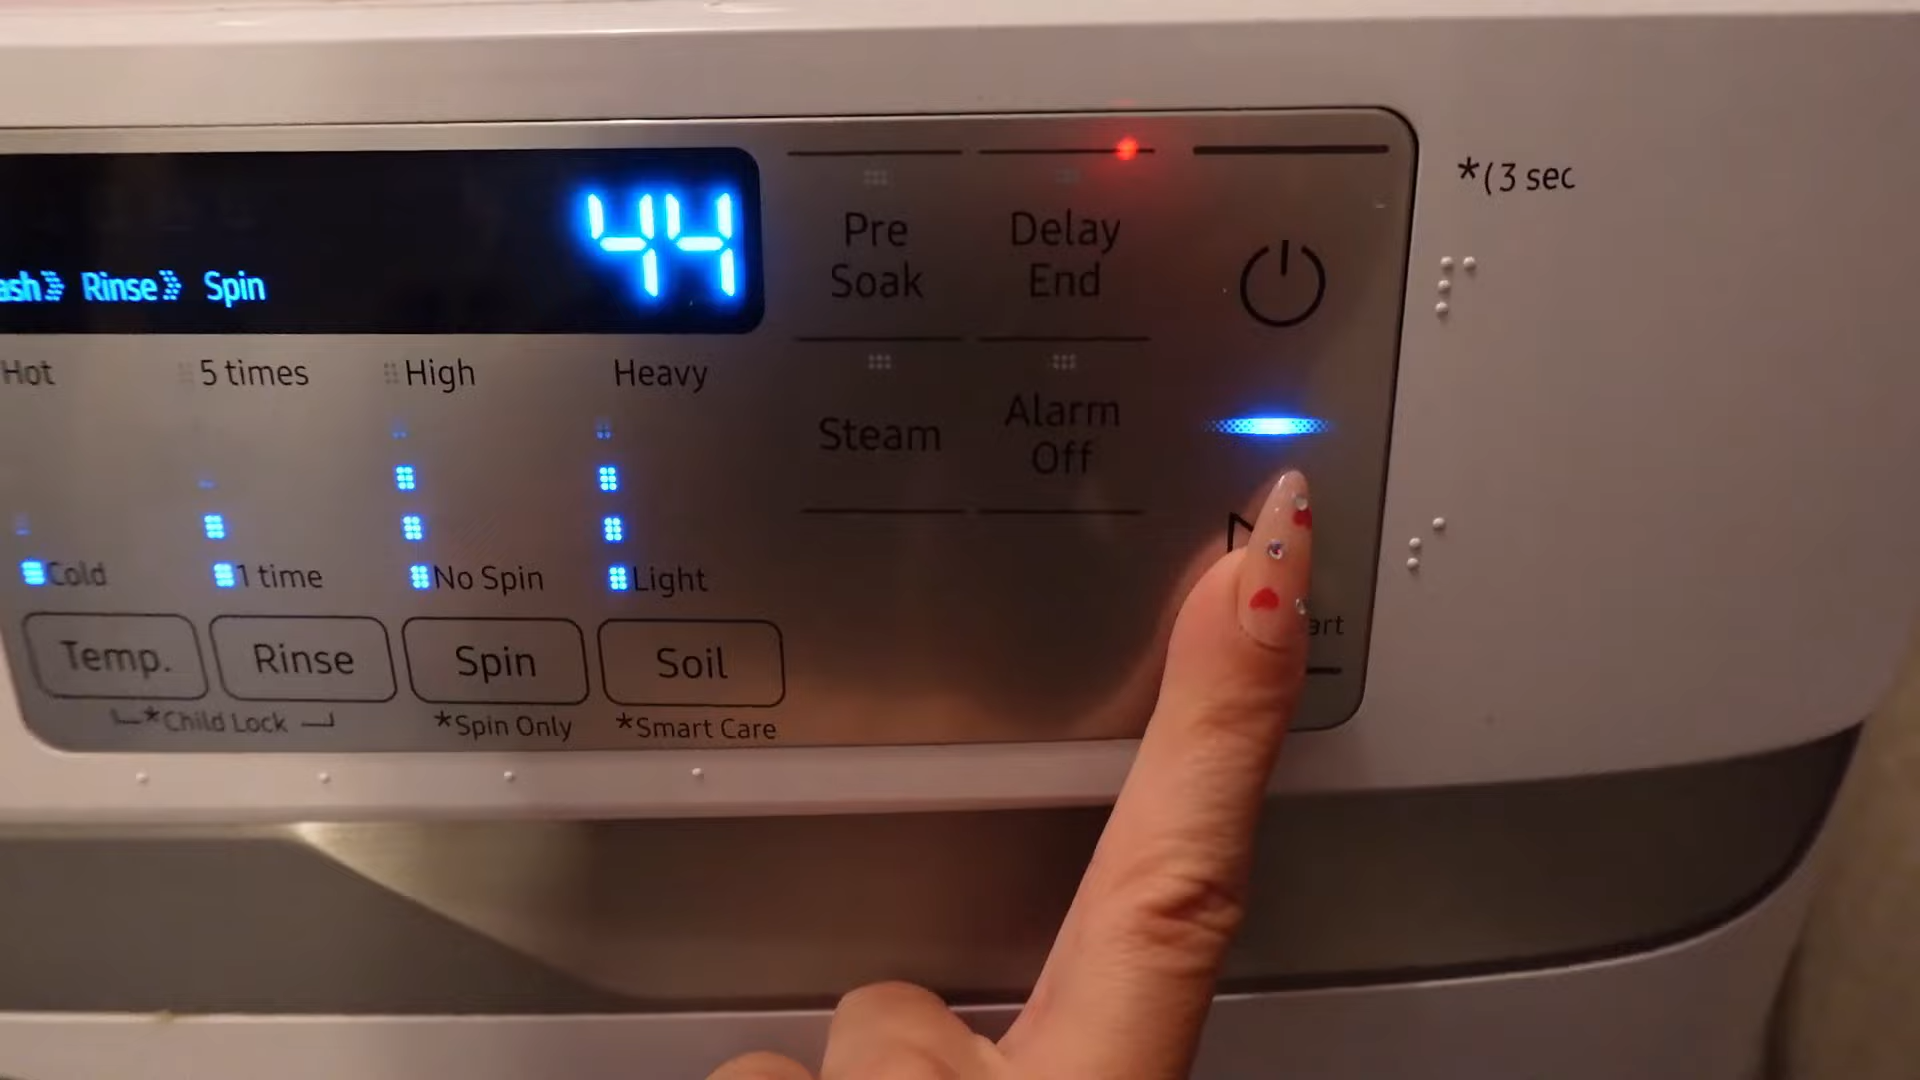 44
Rinse Spin
Hot
5 times
High
Heavy
Cold
1 time
No Spin
Light
Temp.
Rinse
Spin
Soil
*Child Lock
*Spin Only
*Smart Care
Pre
Soak
Delay
End
Steam
Alarm
Off
*(3 sec